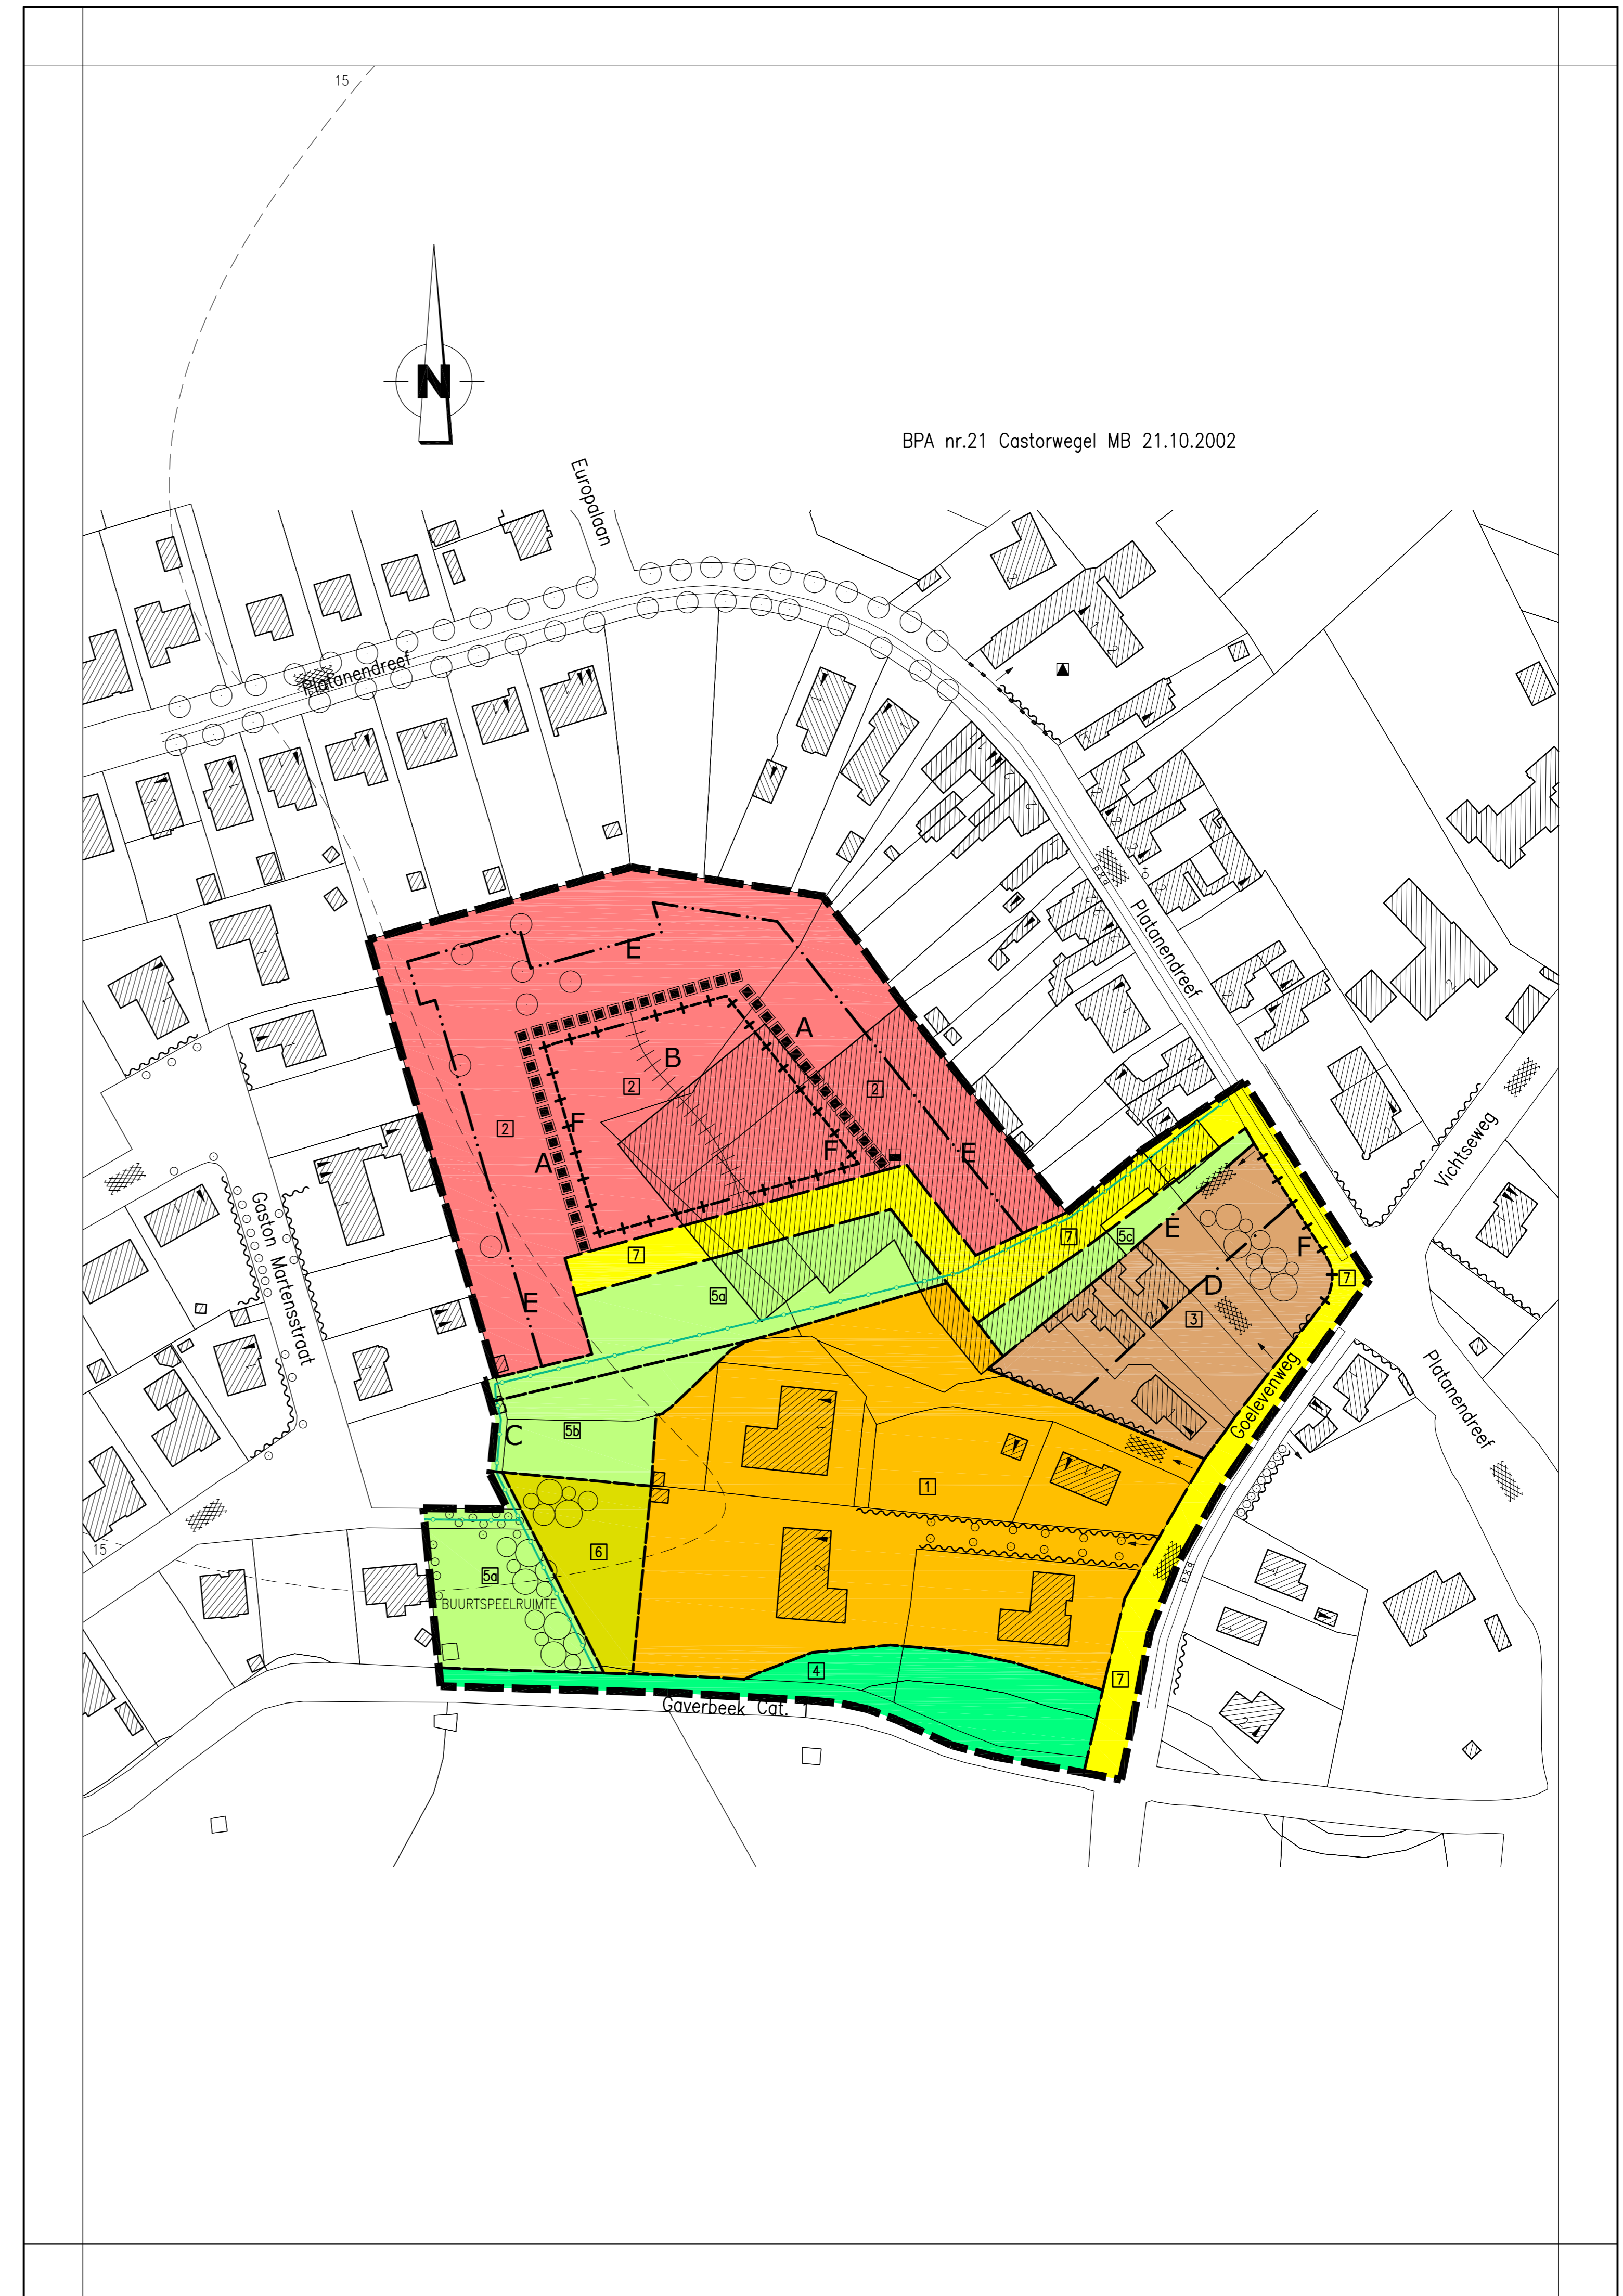 15
N
BPA nr.21 Castorwegel MB 21.10.2002
Europalaan
Platanendreef
Platanendreef
Vichtseweg
E
A
B
2
2
F
2
A
F
E
E
7
7
5c
E
F
7
D
5a
3
E
Gaston Martensstraat
Platanendreef
Goelevenweg
C
5b
1
15
6
5a
BUURTSPEELRUIMTE
4
7
Gaverbeek Cat. 1